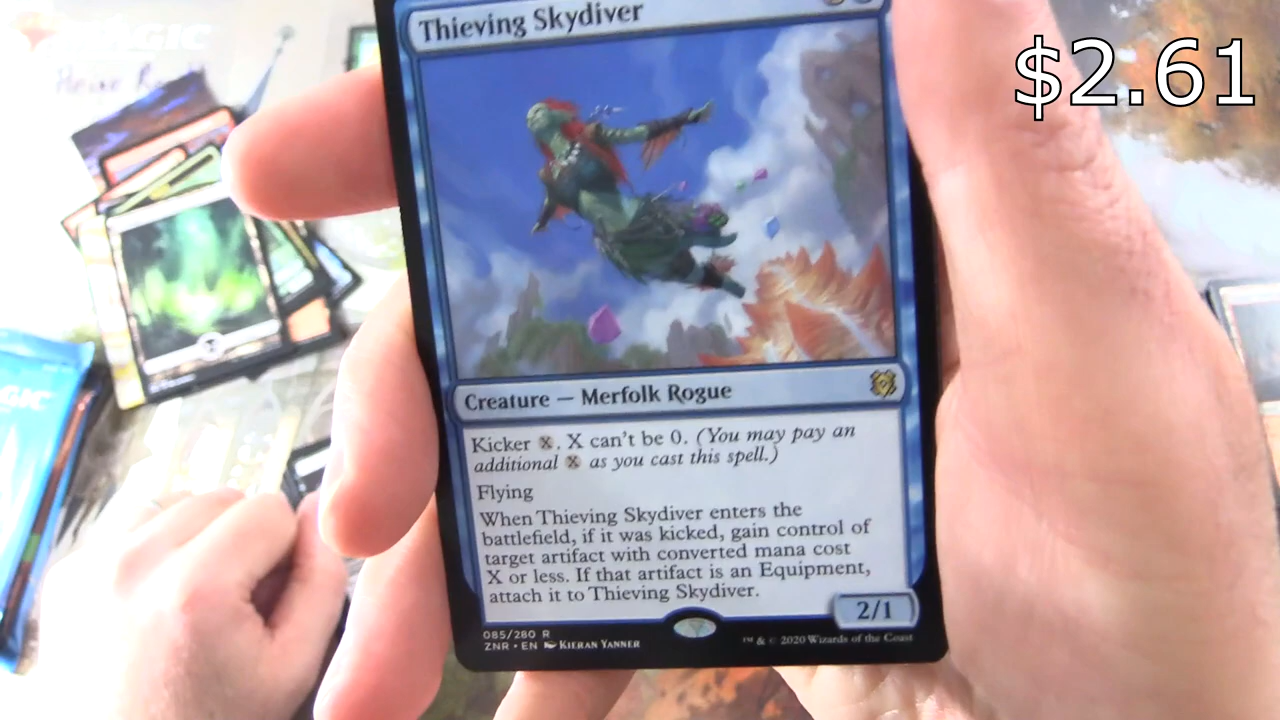 Thieving Skydiver
$2.61
Creature — Merfolk Rogue
Kicker X. X can't be 0. (You may pay an
additional X as you cast this spell.)
Flying
When Thieving Skydiver enters the
battlefield, if it was kicked, gain control of
target artifact with converted mana cost
X or less. If that artifact is an Equipment,
attach it to Thieving Skydiver.
2/1
085/280 R
ZNR • EN KIERAN YANNER
™ & © 2020 Wizards of the Coast
MAGIC